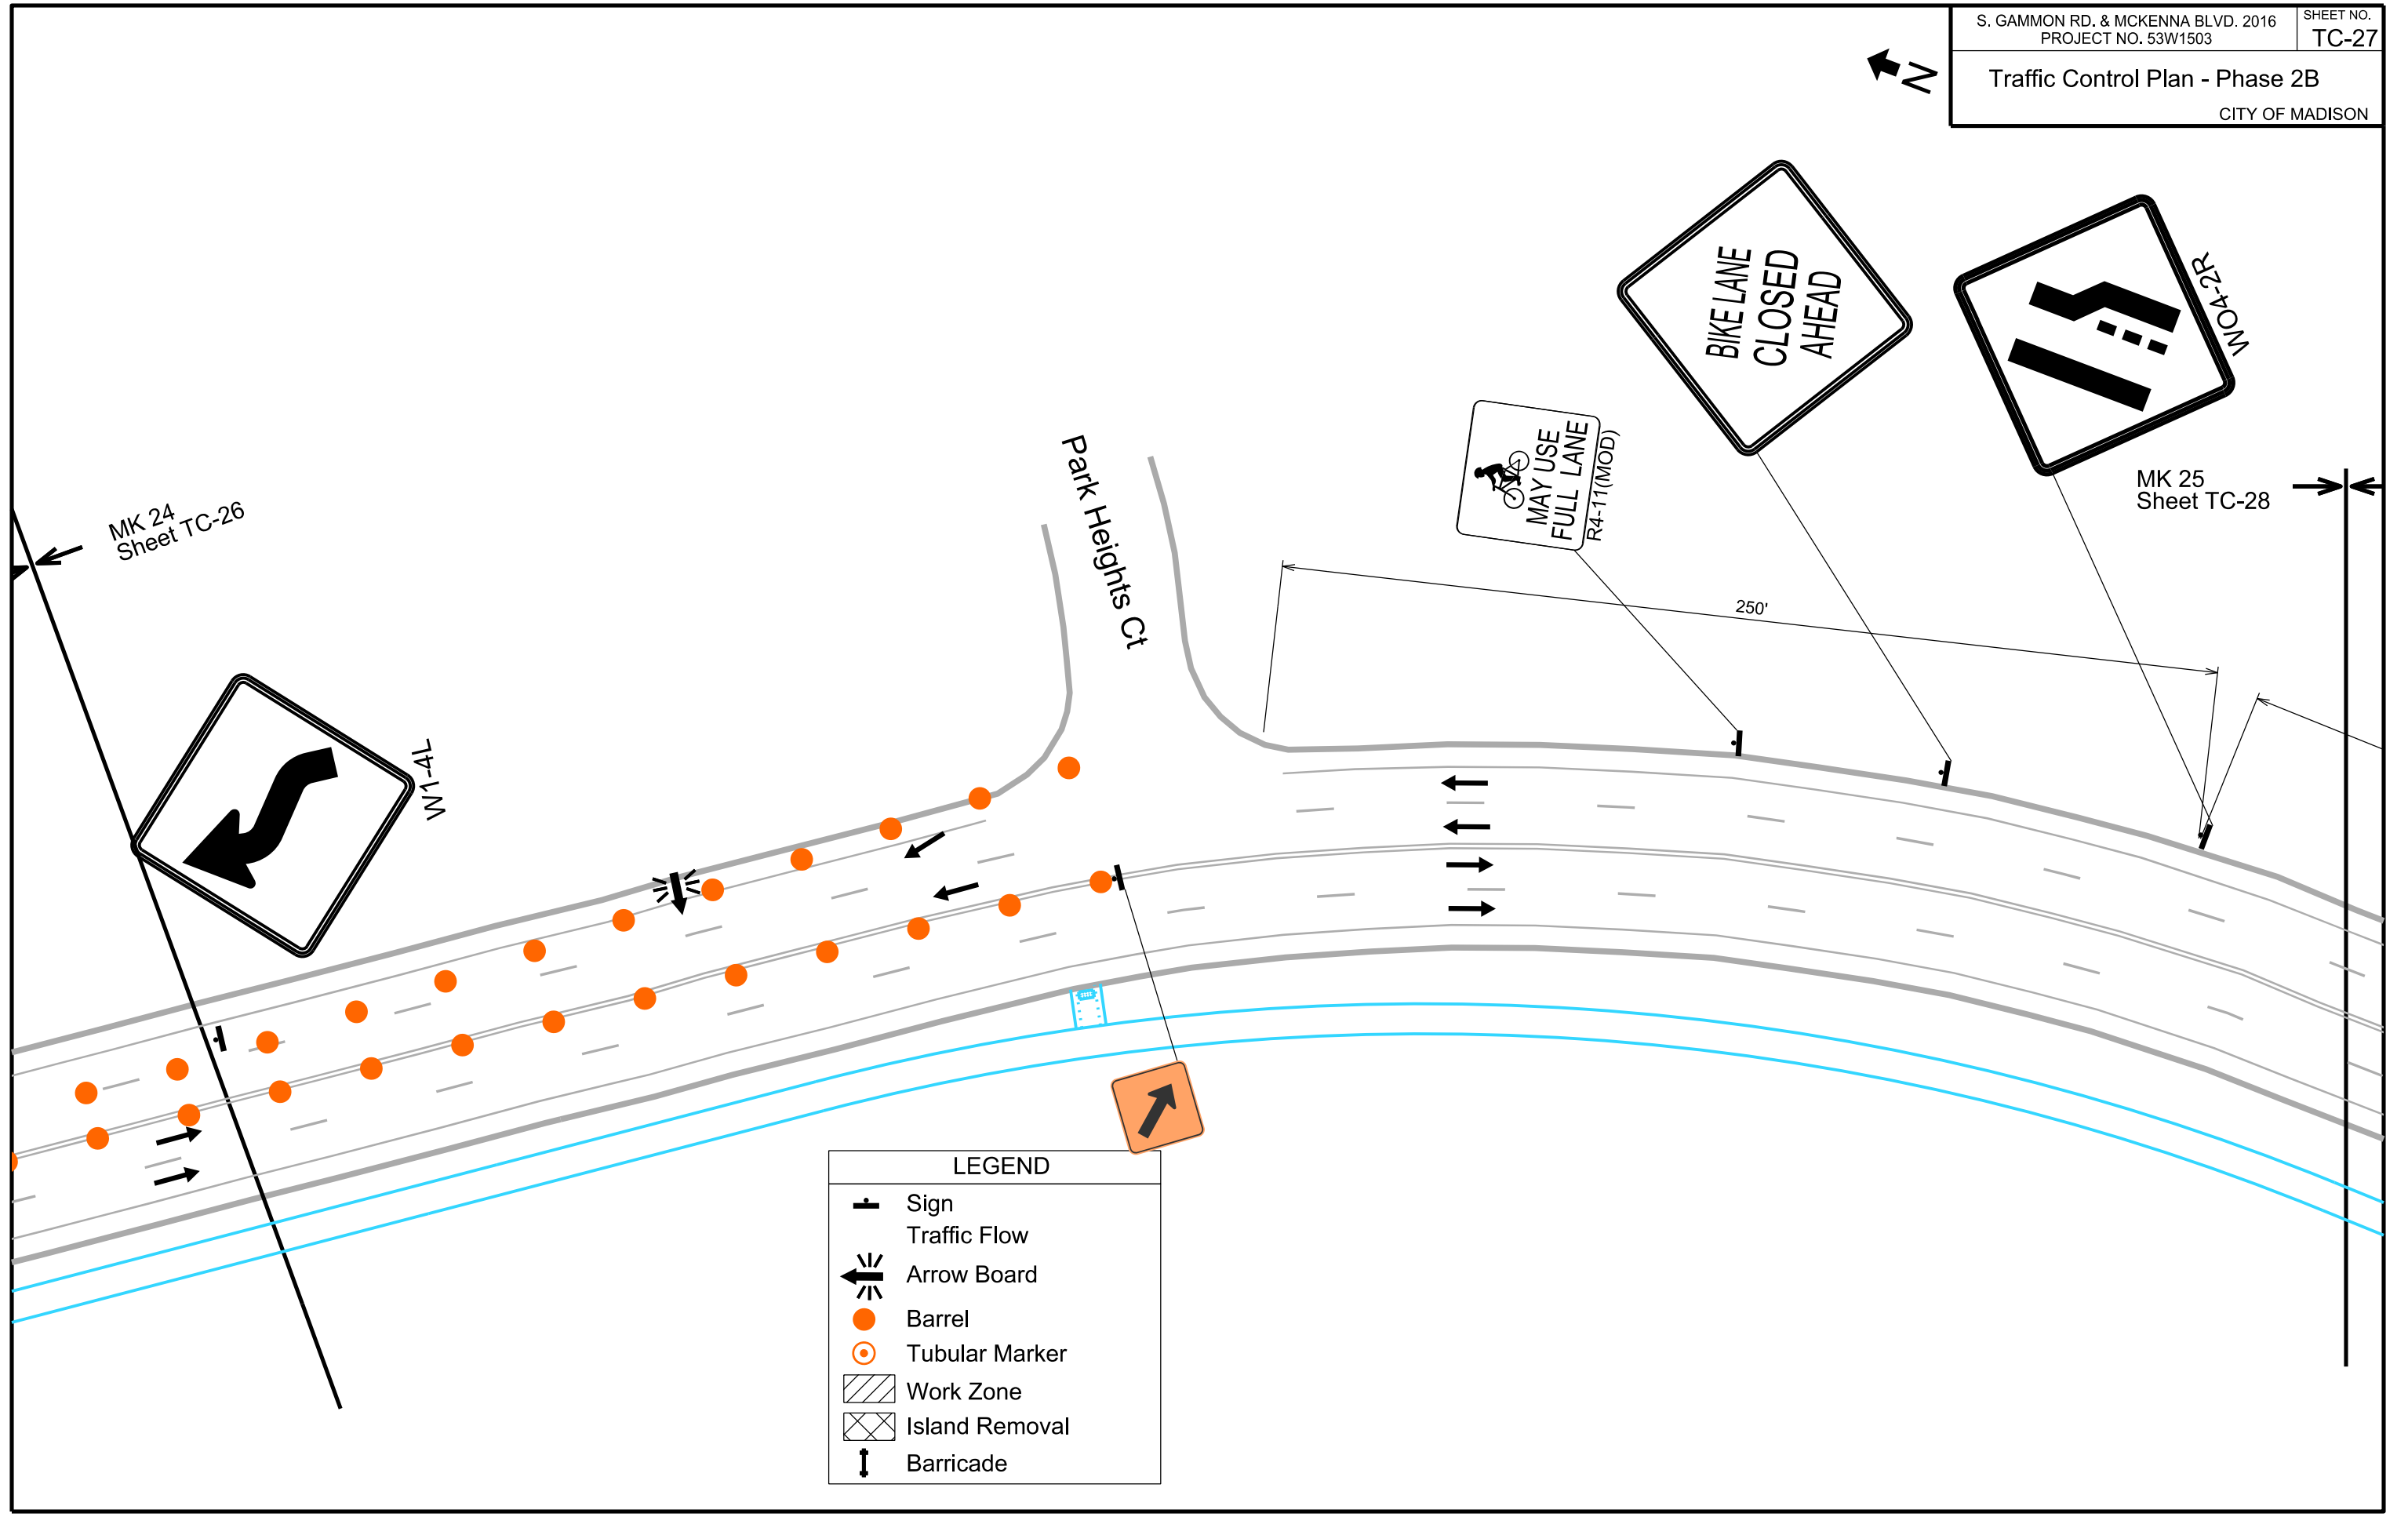 S. GAMMON RD. & MCKENNA BLVD. 2016
PROJECT NO. 53W1503
SHEET NO.
TC-27
Traffic Control Plan - Phase 2B
CITY OF MADISON
N
BIKE LANE
CLOSED
AHEAD
WO4-2R
MAY USE
FULL LANE
R4-11(MOD)
Park Heights Ct
MK 25
Sheet TC-28
MK 24
Sheet TC-26
250'
W1-4L
LEGEND
Sign
Traffic Flow
Arrow Board
Barrel
Tubular Marker
Work Zone
Island Removal
Barricade